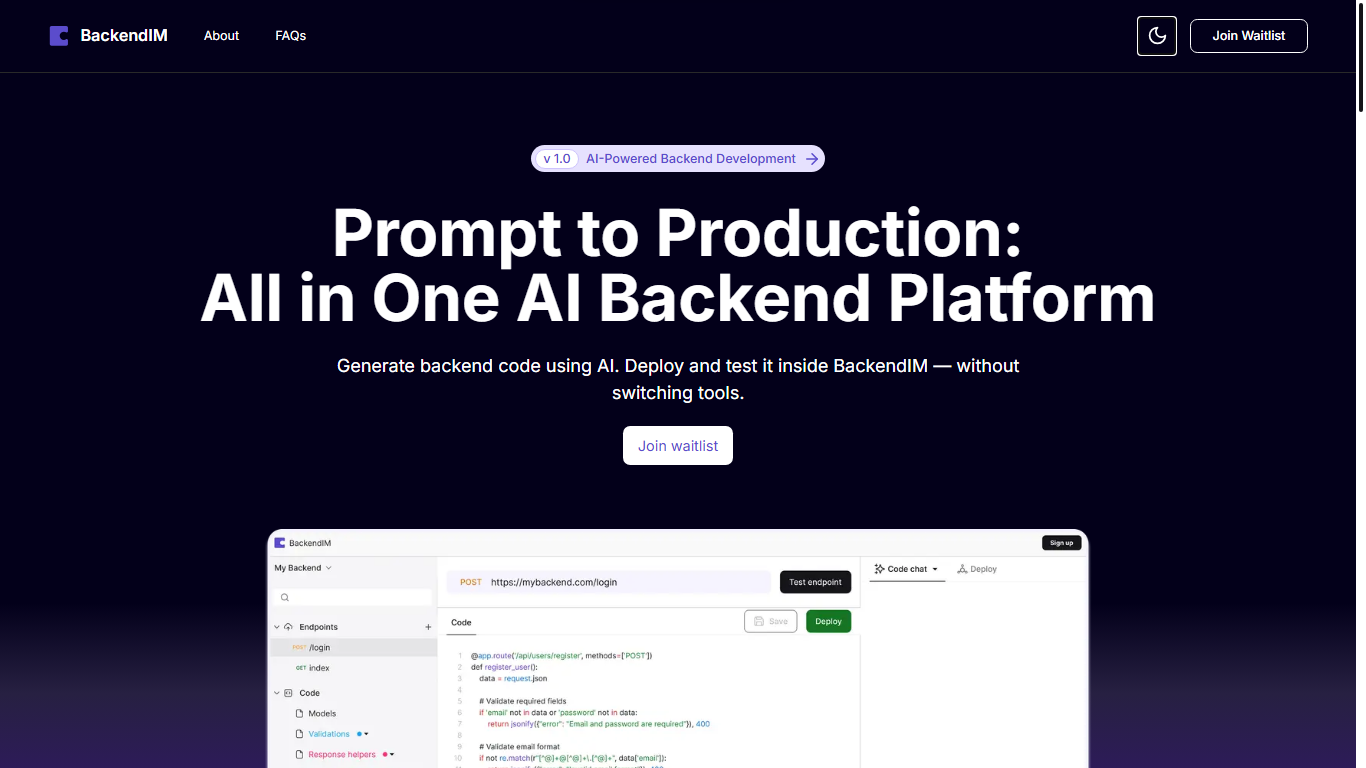 BackendIM
About
FAQs
Join Waitlist
v 1.0
AI-Powered Backend Development
Prompt to Production:
All in One AI Backend Platform
Generate backend code using AI. Deploy and test it inside BackendIM — without
switching tools.
Join waitlist
BackendIM
Sign up
My Backend
POST https://mybackend.com/login
Test endpoint
Code chat
Deploy
Endpoints
+
POST /login
GET index
Code
Models
Validations
Response helpers
Code
Save
Deploy
1 @app.route('/api/users/register', methods=['POST'])
2 def register_user():
3 data = request.json
4
5 # Validate required fields
6 if 'email' not in data or 'password' not in data:
7 return jsonify({"error": "Email and password are required"}), 400
8
9 # Validate email format
10 if not re.match(r"[^@]+@[^@]+\.[^@]+", data['email']):